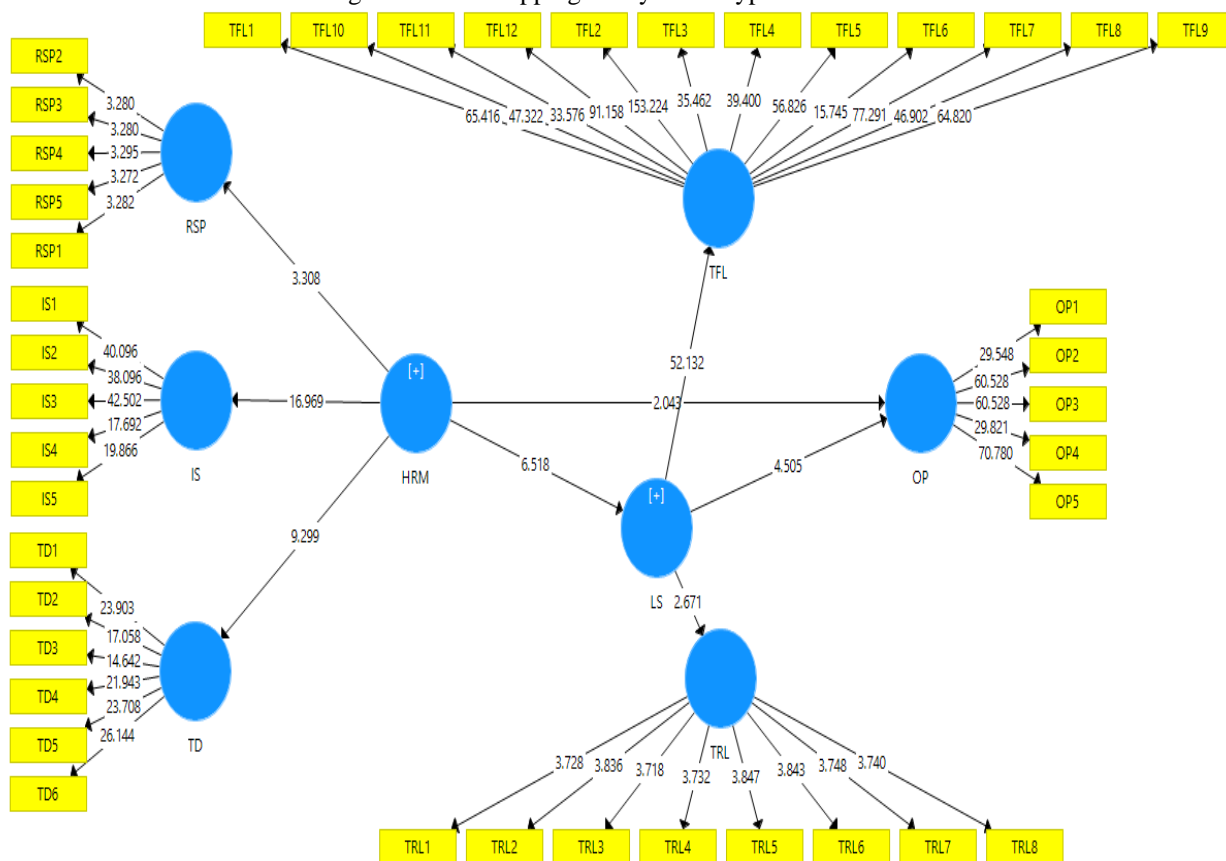 TFL1 TFL10 TFL11 TFL12 TFL2 TFL3 TFL4 TFL5 TFL6 TFL7 TFL8 TFL9
65.416 47.322 33.576 91.158 153.224 35.462 39.400 56.826 15.745 77.291 46.902 64.820
TFL
RSP2
RSP3
RSP4
RSP5
RSP1
3.280
3.280
3.295
3.272
3.282
RSP
3.308
IS1
IS2
IS3
IS4
IS5
40.096
38.096
42.502
17.692
19.866
IS
16.969
[+]
HRM
2.043
52.132
6.518
4.505
9.299
[+]
LS
2.671
OP
29.548
60.528
60.528
29.821
70.780
OP1
OP2
OP3
OP4
OP5
TD1
TD2
TD3
TD4
TD5
TD6
23.903
17.058
14.642
21.943
23.708
26.144
TD
TRL
3.728 3.836 3.718 3.732 3.847 3.843 3.748 3.740
TRL1 TRL2 TRL3 TRL4 TRL5 TRL6 TRL7 TRL8